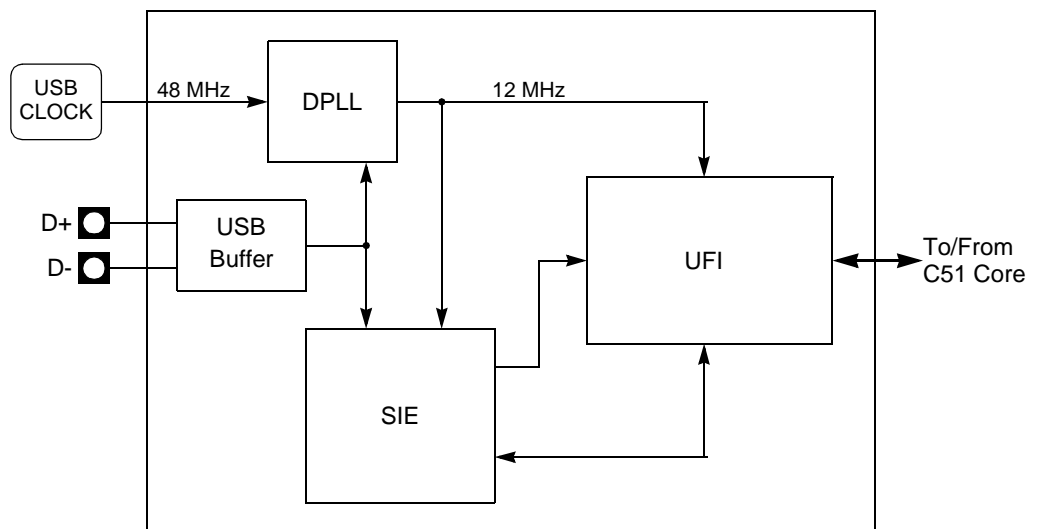 USB
CLOCK
48 MHz
DPLL
12 MHz
D+
D-
USB
Buffer
UFI
To/From
C51 Core
SIE